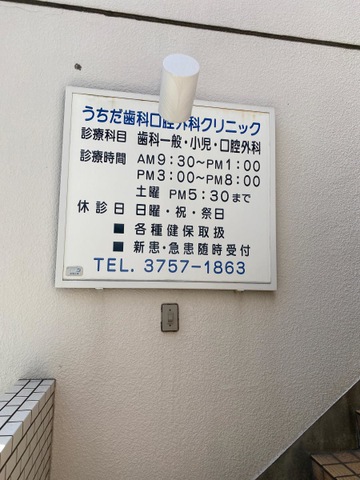 うちだ歯科口腔外科クリニック
診療科目 歯科一般・小児・口腔外科
診療時間 AM9:30～PM1:00
PM3:00～PM8:00
土曜 PM5:30まで
休診日 日曜・祝・祭日
■各種健保取扱
■新患・急患随時受付
TEL. 3757-1863